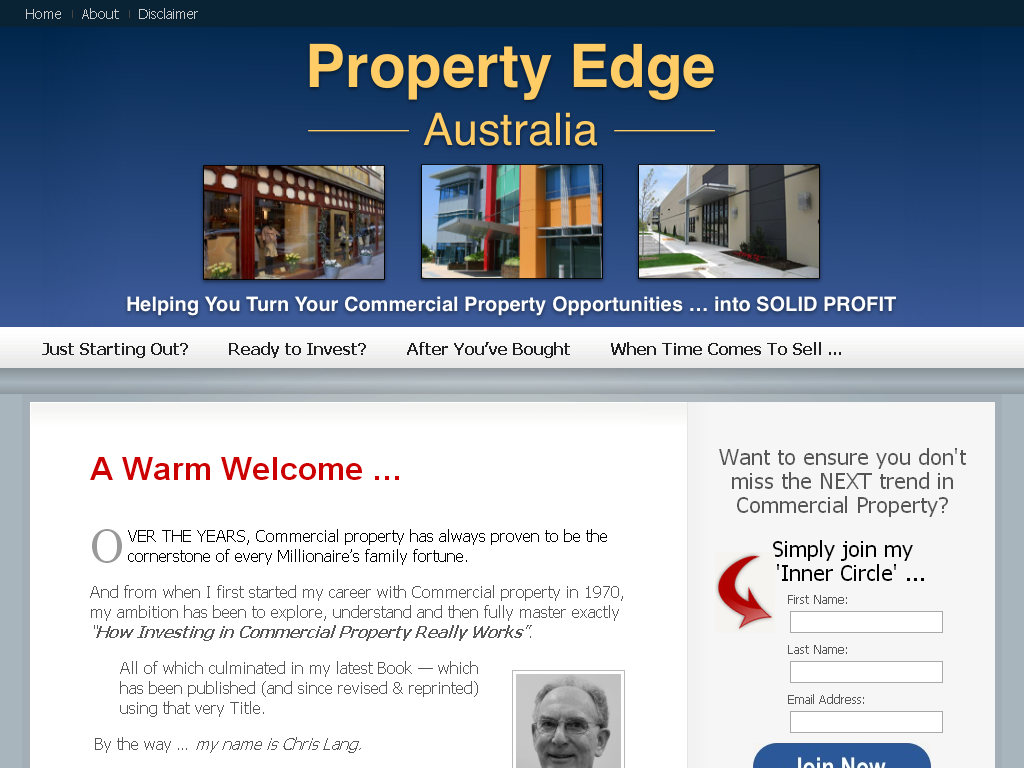 Home
About
Disclaimer
Property Edge
Australia
Helping You Turn Your Commercial Property Opportunities ... into SOLID PROFIT
Just Starting Out?
Ready to Invest?
After You've Bought
When Time Comes To Sell ...
A Warm Welcome ...
OVER THE YEARS, Commercial property has always proven to be the
cornerstone of every Millionaire's family fortune.
And from when I first started my career with Commercial property in 1970,
my ambition has been to explore, understand and then fully master exactly
"How Investing in Commercial Property Really Works".
All of which culminated in my latest Book — which
has been published (and since revised & reprinted)
using that very Title.
By the way ... my name is Chris Lang.
Want to ensure you don't
miss the NEXT trend in
Commercial Property?
Simply join my
'Inner Circle' ...
First Name:
Last Name:
Email Address:
Join Now